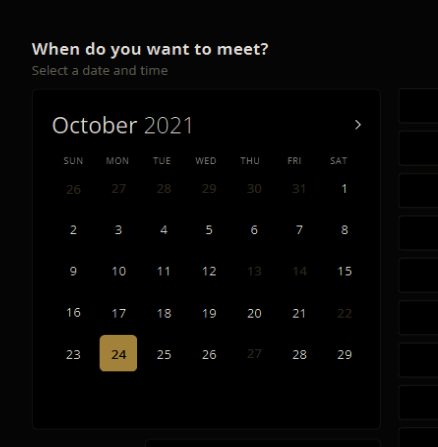 When do you want to meet?
Select a date and time
October 2021
SUN MON TUE WED THU FRI SAT
26 27 28 29 30 31 1
2 3 4 5 6 7 8
9 10 11 12 13 14 15
16 17 18 19 20 21 22
23 24 25 26 27 28 29